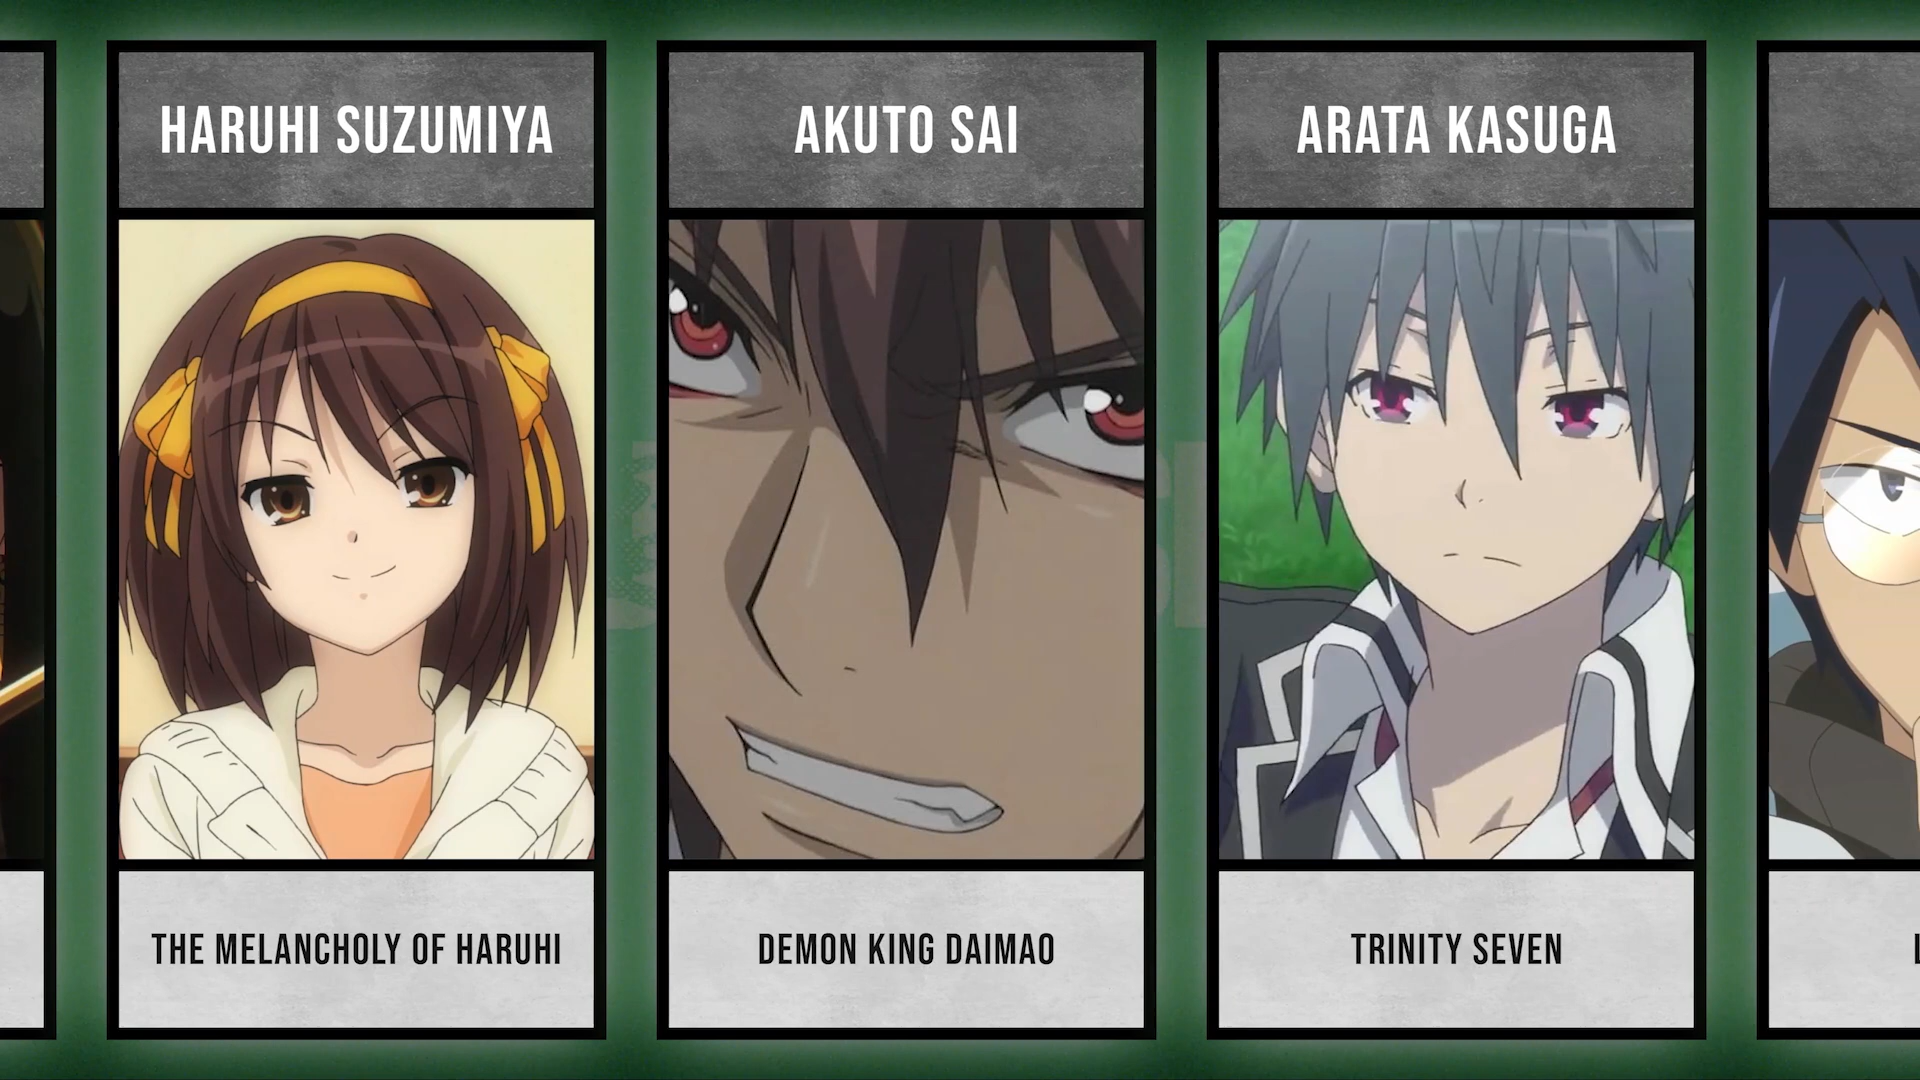 HARUHI SUZUMIYA
AKUTO SAI
ARATA KASUGA
THE MELANCHOLY OF HARUHI
DEMON KING DAIMAO
TRINITY SEVEN